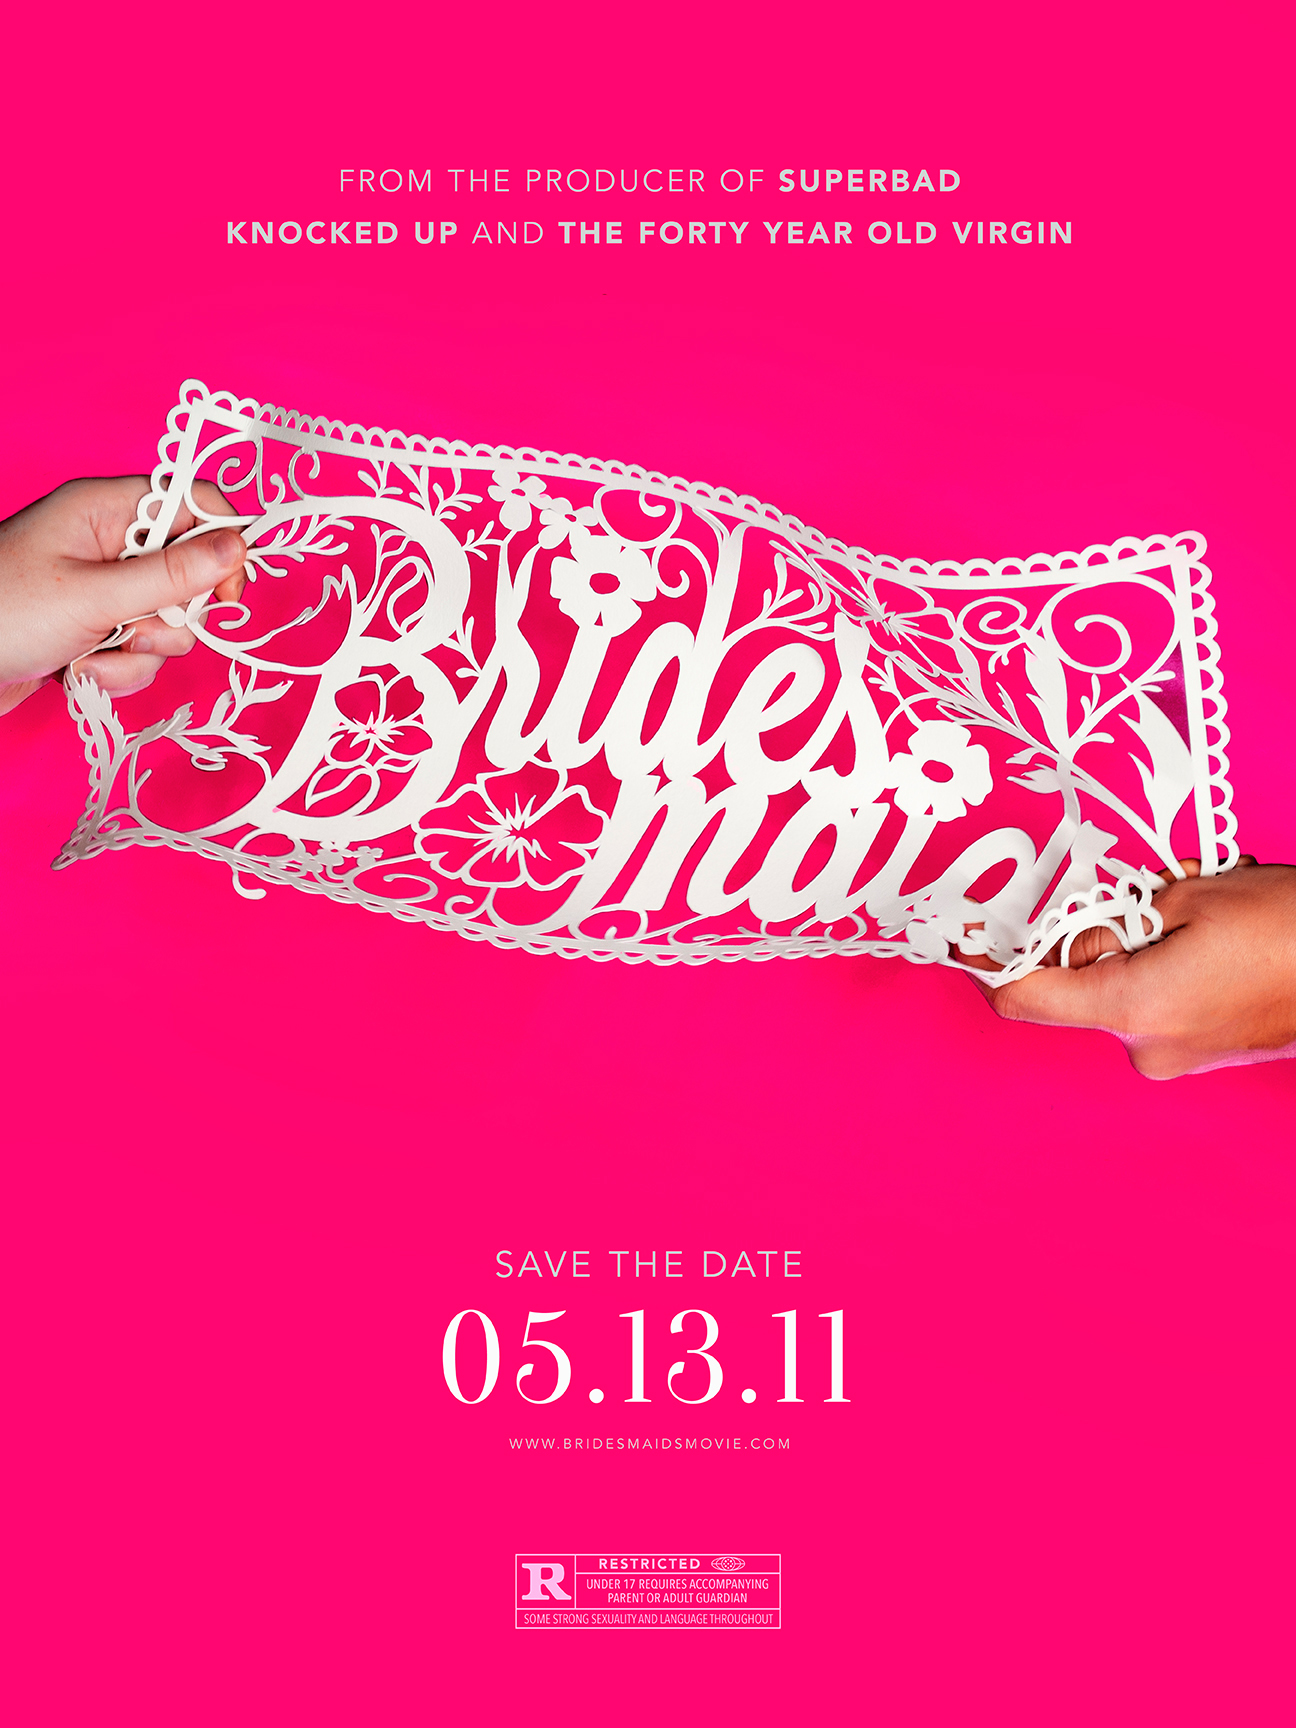 FROM THE PRODUCER OF SUPERBAD
KNOCKED UP AND THE FORTY YEAR OLD VIRGIN
Brides
maid
SAVE THE DATE
05.13.11
WWW.BRIDESMAIDSMOVIE.COM
R
RESTRICTED
UNDER 17 REQUIRES ACCOMPANYING
PARENT OR ADULT GUARDIAN
SOME STRONG SEXUALITY AND LANGUAGE THROUGHOUT